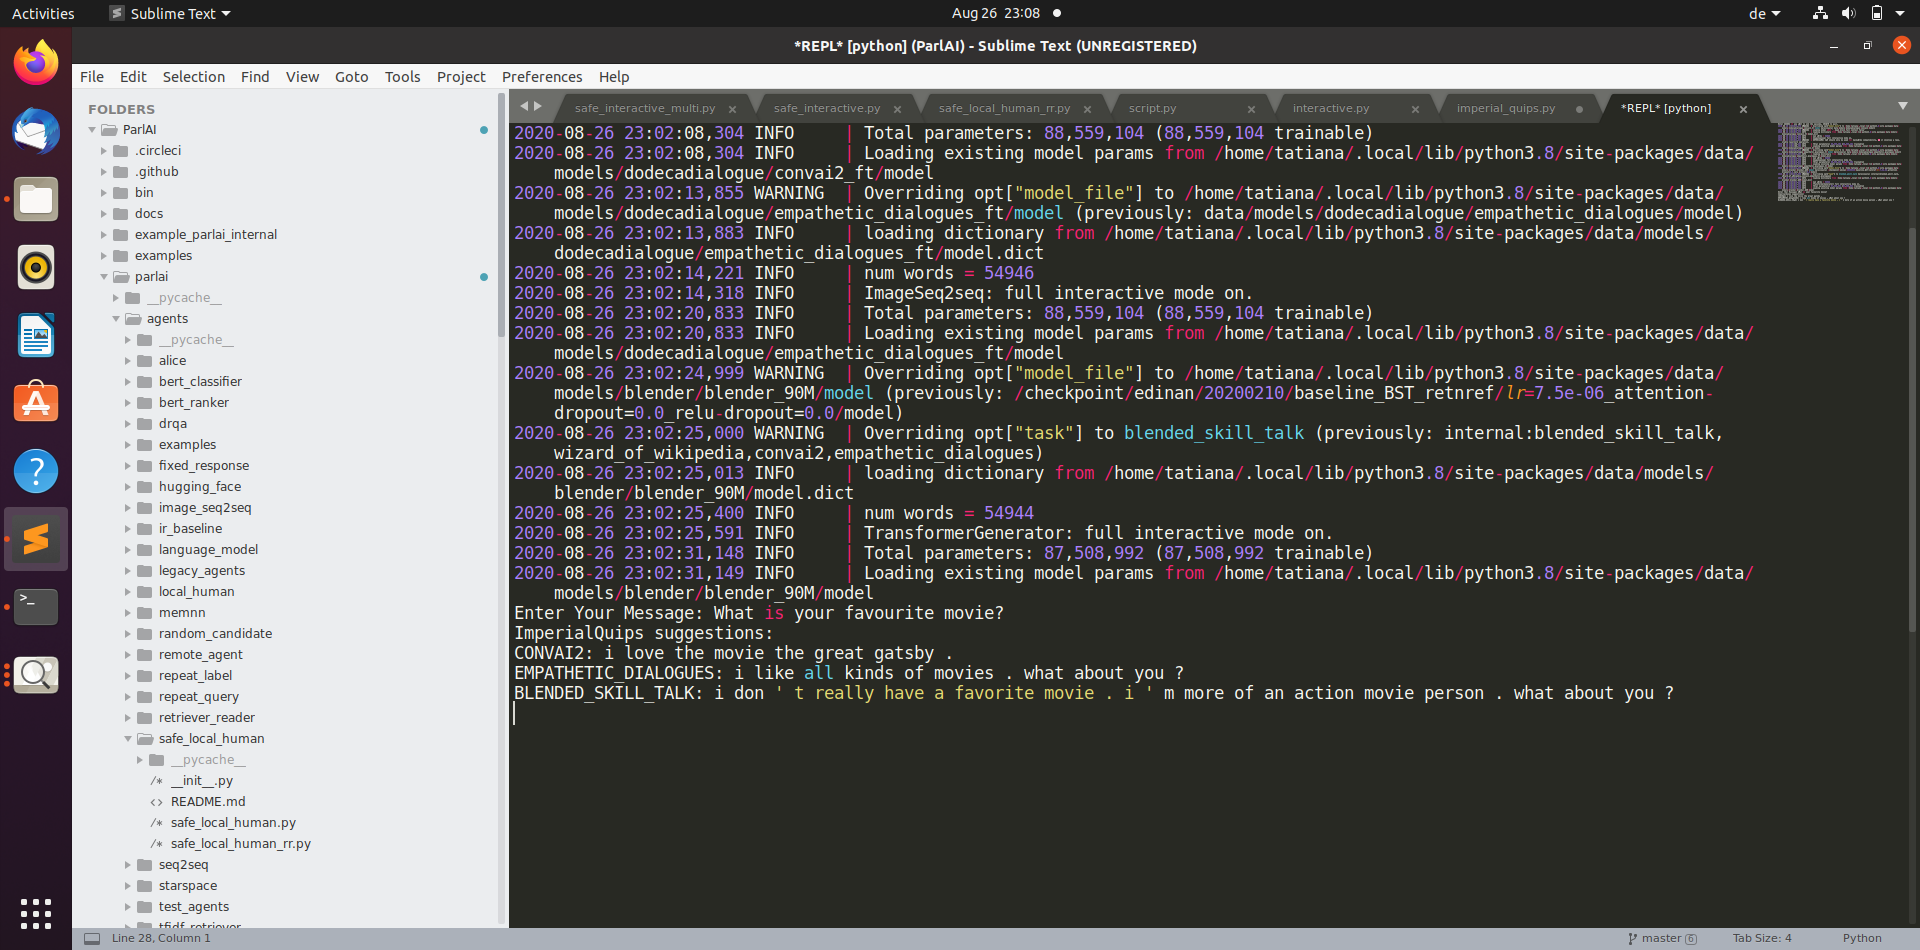 Activities
Sublime Text
Aug 26 23:08
de
*REPL* [python] (ParlAI) - Sublime Text (UNREGISTERED)
File Edit Selection Find View Goto Tools Project Preferences Help
FOLDERS
ParlAI
.circleci
.github
bin
docs
example_parlai_internal
examples
parlai
__pycache__
agents
__pycache__
alice
bert_classifier
bert_ranker
drqa
examples
fixed_response
hugging_face
image_seq2seq
ir_baseline
language_model
legacy_agents
local_human
memnn
random_candidate
remote_agent
repeat_label
repeat_query
retriever_reader
safe_local_human
__pycache__
/* __init__.py
<> README.md
/* safe_local_human.py
/* safe_local_human_rr.py
seq2seq
starspace
test_agents
tfidf_retriever
safe_interactive_multi.py safe_interactive.py safe_local_human_rr.py script.py interactive.py imperial_quips.py *REPL* [python]
2020-08-26 23:02:08,304 INFO | Total parameters: 88,559,104 (88,559,104 trainable)
2020-08-26 23:02:08,304 INFO | Loading existing model params from /home/tatiana/.local/lib/python3.8/site-packages/data/
models/dodecadialogue/convai2_ft/model
2020-08-26 23:02:13,855 WARNING | Overriding opt["model_file"] to /home/tatiana/.local/lib/python3.8/site-packages/data/
models/dodecadialogue/empathetic_dialogues_ft/model (previously: data/models/dodecadialogue/empathetic_dialogues/model)
2020-08-26 23:02:13,883 INFO | loading dictionary from /home/tatiana/.local/lib/python3.8/site-packages/data/models/
dodecadialogue/empathetic_dialogues_ft/model.dict
2020-08-26 23:02:14,221 INFO | num words = 54946
2020-08-26 23:02:14,318 INFO | ImageSeq2seq: full interactive mode on.
2020-08-26 23:02:20,833 INFO | Total parameters: 88,559,104 (88,559,104 trainable)
2020-08-26 23:02:20,833 INFO | Loading existing model params from /home/tatiana/.local/lib/python3.8/site-packages/data/
models/dodecadialogue/empathetic_dialogues_ft/model
2020-08-26 23:02:24,999 WARNING | Overriding opt["model_file"] to /home/tatiana/.local/lib/python3.8/site-packages/data/
models/blender/blender_90M/model (previously: /checkpoint/edinan/20200210/baseline_BST_retnref/lr=7.5e-06_attention-
dropout=0.0_relu-dropout=0.0/model)
2020-08-26 23:02:25,000 WARNING | Overriding opt["task"] to blended_skill_talk (previously: internal:blended_skill_talk,
wizard_of_wikipedia,convai2,empathetic_dialogues)
2020-08-26 23:02:25,013 INFO | loading dictionary from /home/tatiana/.local/lib/python3.8/site-packages/data/models/
blender/blender_90M/model.dict
2020-08-26 23:02:25,400 INFO | num words = 54944
2020-08-26 23:02:25,591 INFO | TransformerGenerator: full interactive mode on.
2020-08-26 23:02:31,148 INFO | Total parameters: 87,508,992 (87,508,992 trainable)
2020-08-26 23:02:31,149 INFO | Loading existing model params from /home/tatiana/.local/lib/python3.8/site-packages/data/
models/blender/blender_90M/model
Enter Your Message: What is your favourite movie?
ImperialQuips suggestions:
CONVAI2: i love the movie the great gatsby .
EMPATHETIC_DIALOGUES: i like all kinds of movies . what about you ?
BLENDED_SKILL_TALK: i don ' t really have a favorite movie . i ' m more of an action movie person . what about you ?
Line 28, Column 1
master 6
Tab Size: 4
Python